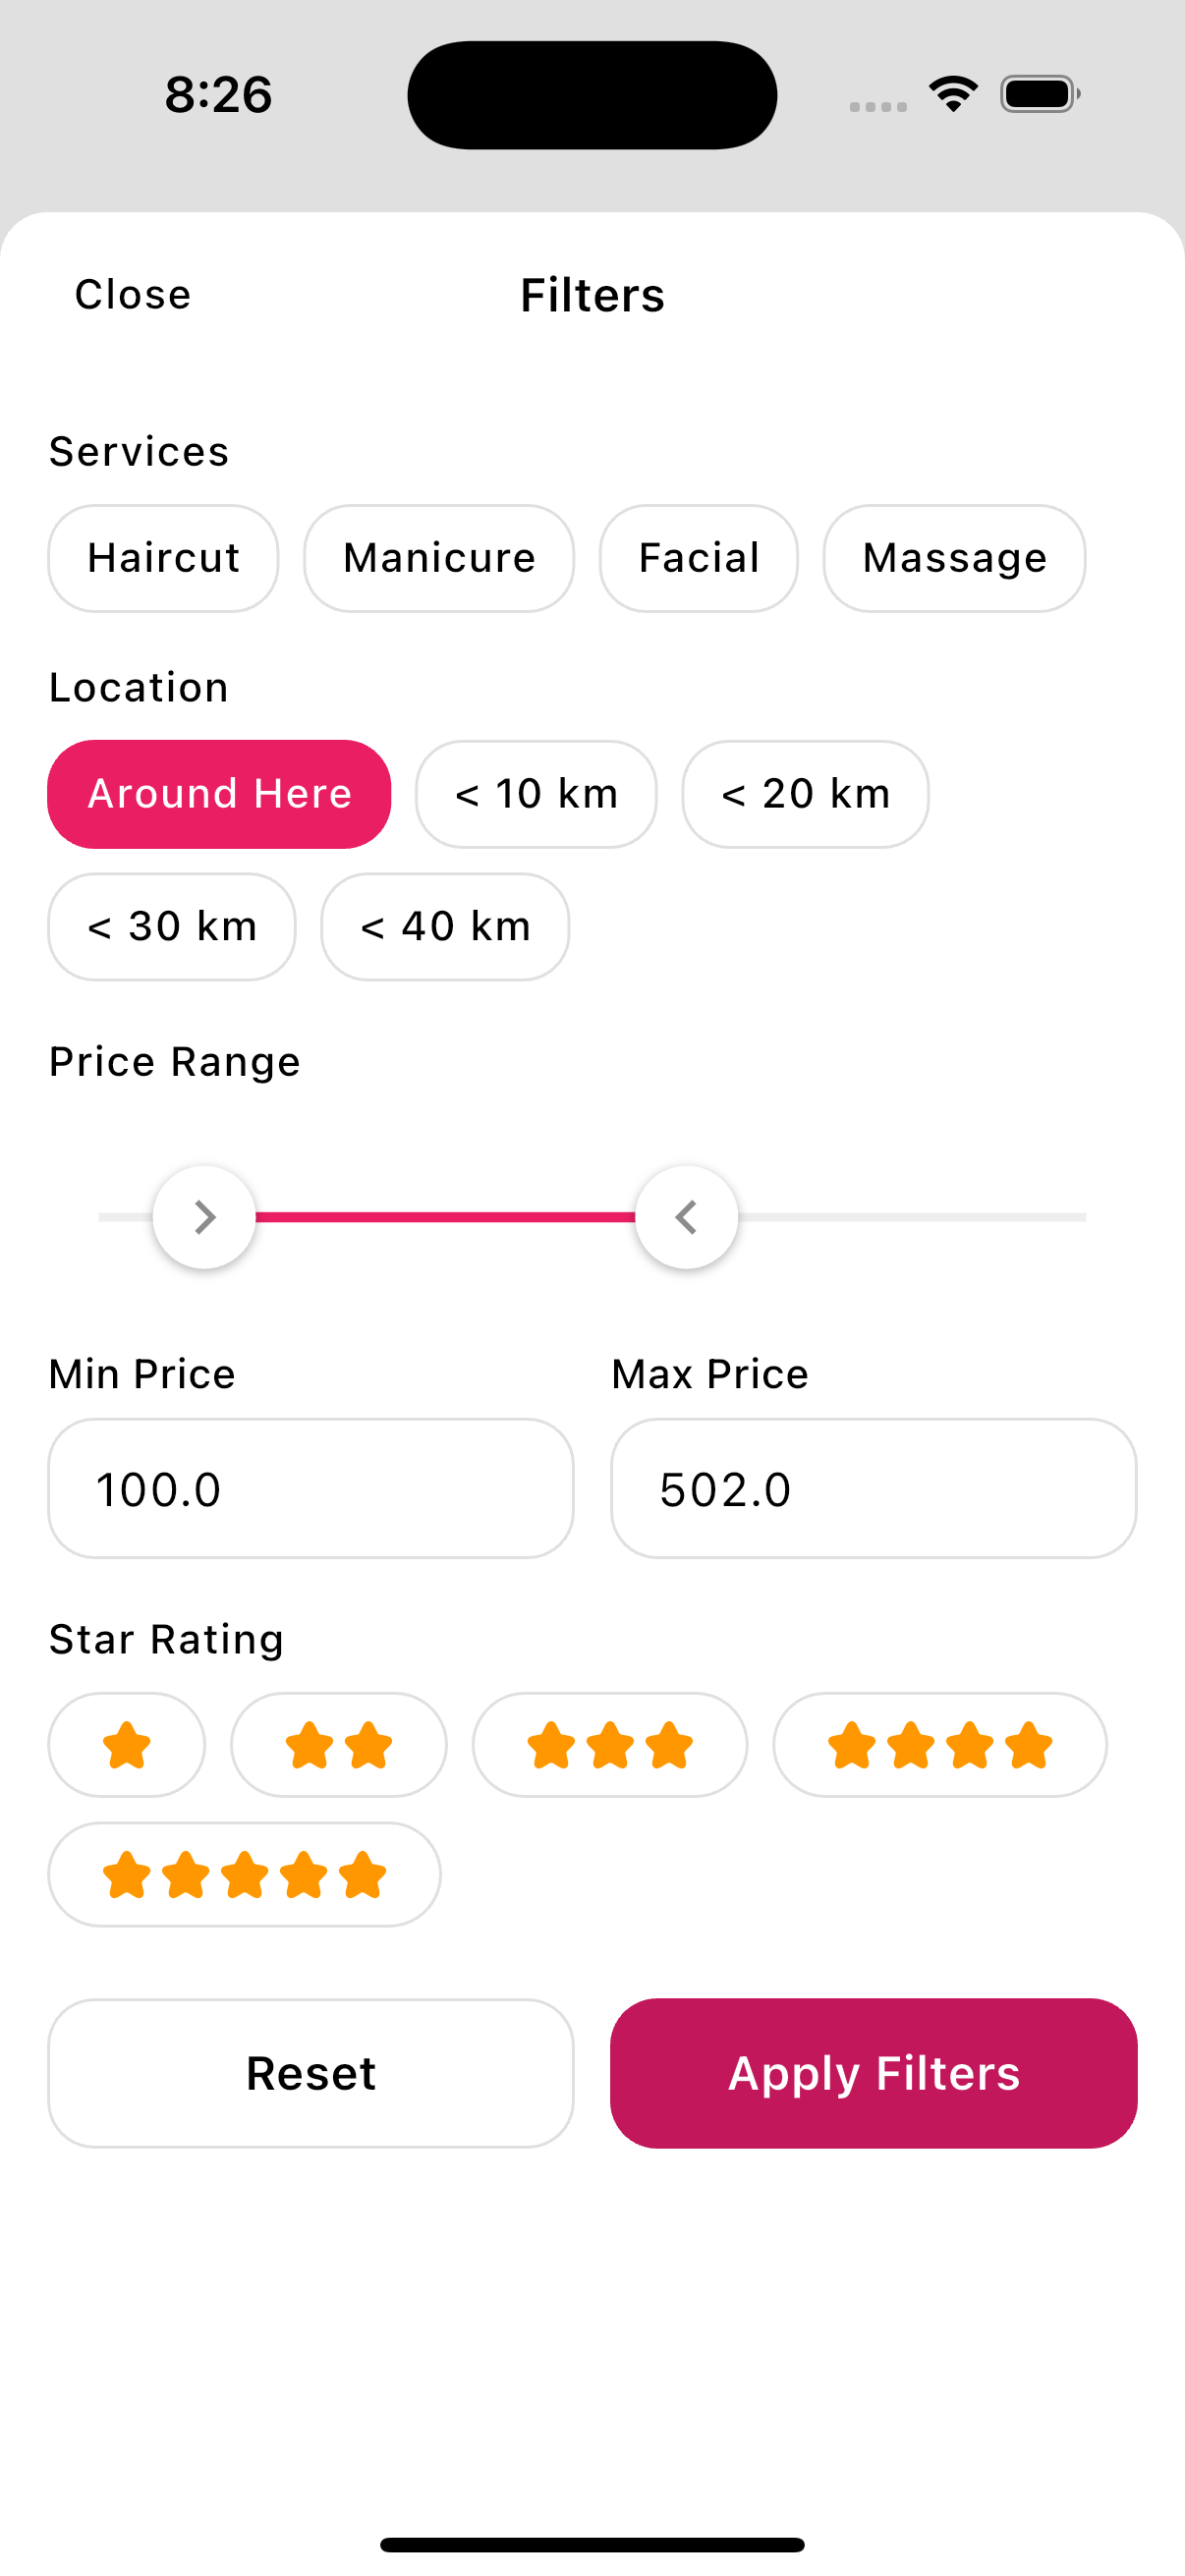 8:26
Close Filters
Services
Haircut Manicure Facial Massage
Location
Around Here < 10 km < 20 km
< 30 km < 40 km
Price Range
Min Price Max Price
100.0 502.0
Star Rating
Reset Apply Filters